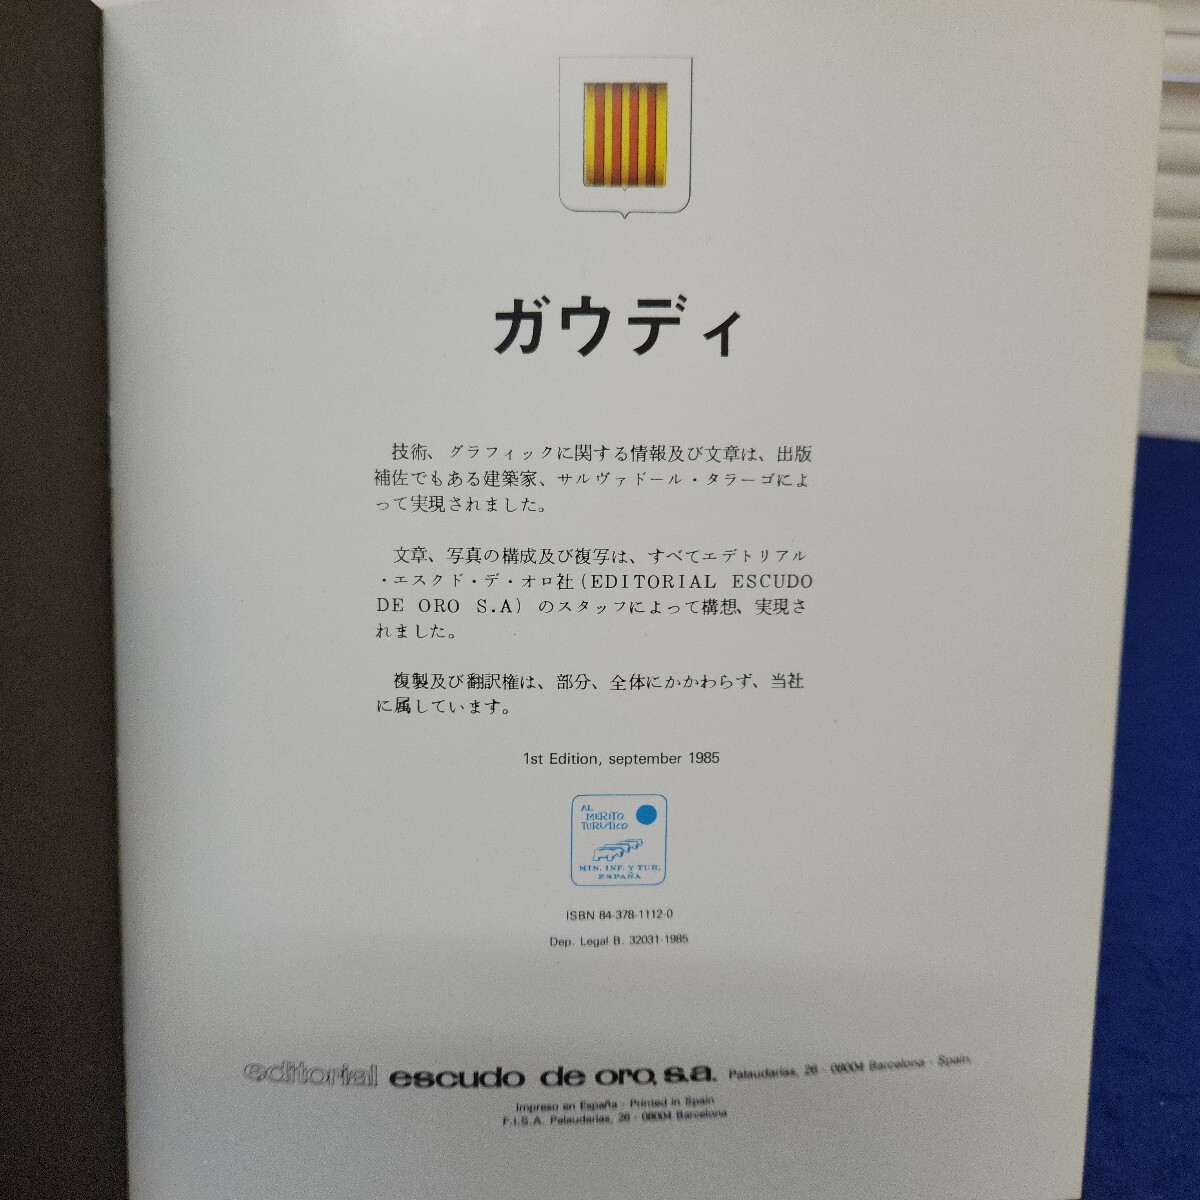 ガウディ
技術、グラフィックに関する情報及び文章は、出版
補佐でもある建築家、サルヴァドール・タラーゴによ
って実現されました。
文章、写真の構成及び複写は、すべてエデトリアル
・エスクド・デ・オロ社(EDITORIAL ESCUDO
DE ORO S.A) のスタッフによって構想、実現さ
れました。
複製及び翻訳権は、部分、全体にかかわらず、当社
に属しています。
1st Edition, september 1985
AL
MERITO
TURISTICO
MIN. INF. Y TUR.
ESPAÑA
ISBN 84-378-1112-0
Dep. Legal B. 32031-1985
editorial escudo de oro, s.a. Palaudarias, 26 - 08004 Barcelona - Spain
Impreso en España - Printed in Spain
F.I.S.A. Palaudarias, 26 - 08004 Barcelona